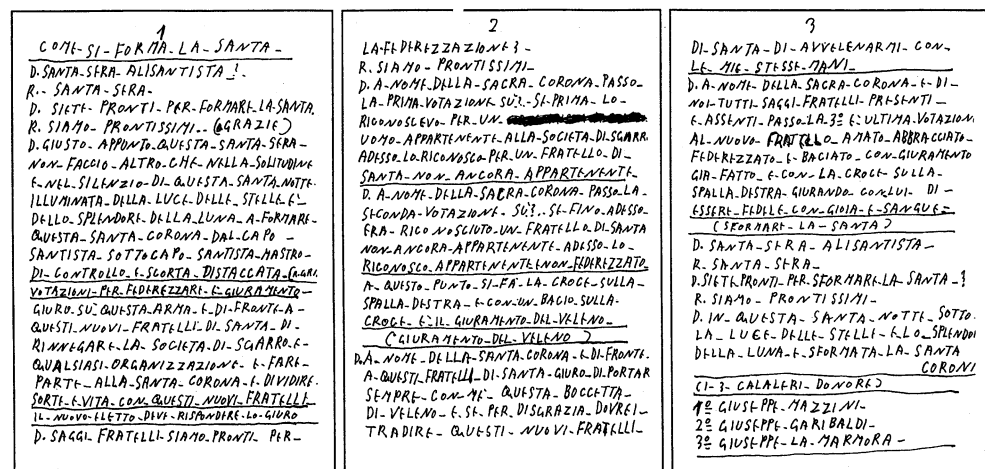 1
COME-SI-FORMA-LA-SANTA-
D. SANTA-SERA-ALISANTISTA!
R.- SANTA-SERA-
D. SIETE-PRONTI-PER-FORMARE-LA-SANTA.
R. SIAMO-PRONTISSIMI..(GRAZIE)
D. GIUSTO-APPONTO-QUESTA-SANTA-SERA-
NON-FACCIO-ALTRO-CHE-NELLA-SOLITUDINE
E-NEL-SILENZIO-DI-QUESTA-SANTA-NOTTE-
ILLUMINATA-DELLA-LUCE-DELLE-STELLE-E-
DELLO-SPLENDORE-DELLA-LUNA-A-FORMARE-
QUESTA-SANTA-CORONA-DAL-CAPO-
SANTISTA-SOTTOCAPO-SANTISTA-MASTRO-
DI-CONTROLLO-E-SCORTA-DISTACCATA-
VOTAZIONI-PER-FEDEREZZARE-E-GIURAMENTO-
GIURO-SU-QUESTA-ARMA-E-DI-FRONTE-A-
QUESTI-NUOVI-FRATELLI-DI-SANTA-DI-
RINNEGARE-LA-SOCIETA-DI-SGARRO-E-
QUALSIASI-ORGANIZZAZIONE-E-FARE-
PARTE-ALLA-SANTA-CORONA-E-DIVIDIRE-
SORTE-E-VITA-CON-QUESTI-NUOVI-FRATELLI
IL-NUOVO-ELETTO-DEVE-RISPONDERE-LO-GIURO
D. SAGGI-FRATELLI-SIAMO-PRONTI-PER-
2
LA-FEDEREZZAZIONE?-
R. SIAMO-PRONTISSIMI-
D. A-NOME-DELLA-SACRA-CORONA-PASSO-
LA-PRIMA-VOTAZIONE-SU?-SE-PRIMA-LO-
RICONOSCEVO-PER-UN-
UOMO-APPARTENENTE-ALLA-SOCIETA-DI-SGARR.
ADESSO-LO-RICONOSCO-PER-UN-FRATELLO-DI-
SANTA-NON-ANCORA-APPARTENENTE-
D. A-NOME-DELLA-SACRA-CORONA-PASSO-LA-
SECONDA-VOTAZIONE-SU?..SE-FINO-ADESSO-
ERA-RICONOSCIUTO-UN-FRATELLO-DI-SANTA
NON-ANCORA-APPARTENENTE-ADESSO-LO-
RICONOSCO-APPARTENENTE-E-NON-FEDEREZZATO-
A-QUESTO-PUNTO-SI-FA-LA-CROCE-SULLA-
SPALLA-DESTRA-E-CON-UN-BACIO-SULLA-
CROCE-E-IL-GIURAMENTO-DEL-VELENO-
(GIURAMENTO-DEL-VELENO)
D. A-NOME-DELLA-SANTA-CORONA-E-DI-FRONTE-
A-QUESTI-FRATELLI-DI-SANTA-GIURO-DI-PORTAR
SEMPRE-CON-ME-QUESTA-BOCCETTA-
DI-VELENO-E-SE-PER-DISGRAZIA-DOVREI-
TRADIRE-QUESTI-NUOVI-FRATELLI-
3
DI-SANTA-DI-AVVELENARMI-CON-
LE-MIE-STESSE-MANI-
D. A-NOME-DELLA-SACRA-CORONA-E-DI-
NOI-TUTTI-SAGGI-FRATELLI-PRESENTI-
E-ASSENTI-PASSO-LA-3ª-E-ULTIMA-VOTAZIONE
AL-NUOVO-FRATELLO-AMATO-ABBRACCIATO-
FEDEREZZATO-E-BACIATO-CON-GIURAMENTO
GIA-FATTO-E-CON-LA-CROCE-SULLA-
SPALLA-DESTRA-GIURANDO-CON-LUI-DI-
ESSERE-FEDELE-CON-GIOIA-E-SANGUE=
(SFORMARE-LA-SANTA)
D. SANTA-SERA-ALISANTISTA-
R. SANTA-SERA-
D. SIETE-PRONTI-PER-SFORMARE-LA-SANTA-?
R. SIAMO-PRONTISSIMI-
D. IN-QUESTA-SANTA-NOTTE-SOTTO-
LA-LUCE-DELLE-STELLE-E-LO-SPLENDOR
DELLA-LUNA-E-SFORMATA-LA-SANTA
CORONA
(I-3-CALALERI-DONORE)
1º GIUSEPPE-MAZZINI-
2º GIUSEPPE-GARIBALDI-
3º GIUSEPPE-LA-MARMORA-